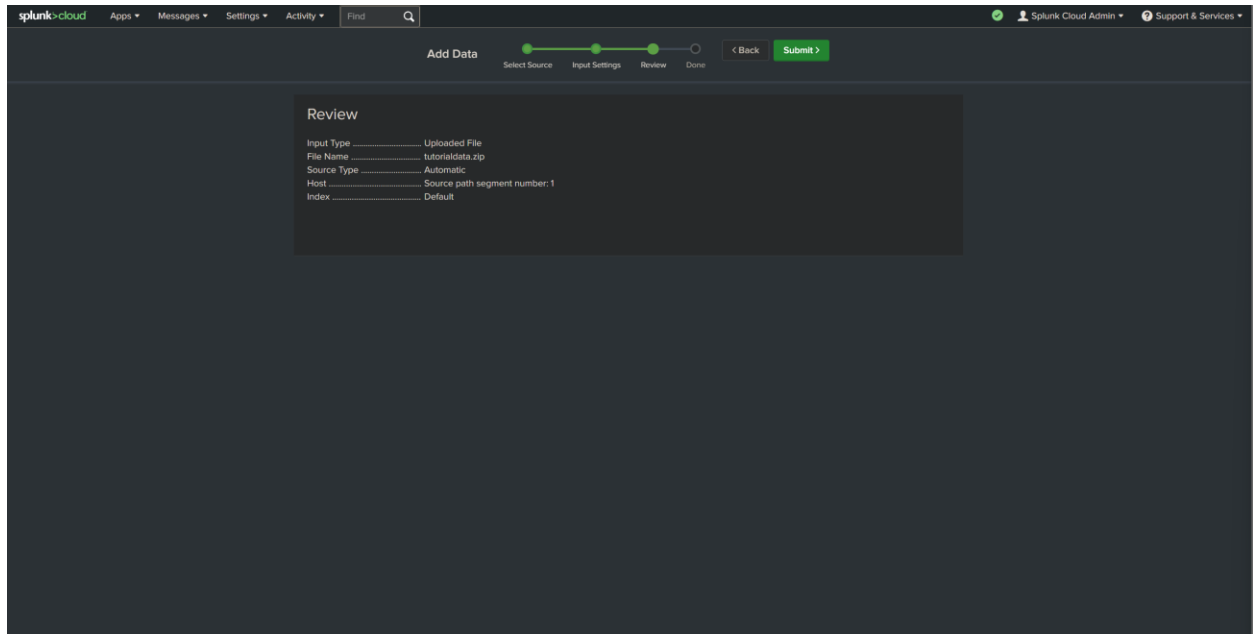 splunk>cloud Apps Messages Settings Activity Find Splunk Cloud Admin ? Support & Services
Add Data
Select Source Input Settings Review Done
< Back Submit >
Review
Input Type .................................. Uploaded File
File Name .................................. tutorialdata.zip
Source Type .............................. Automatic
Host ............................................. Source path segment number: 1
Index ........................................... Default